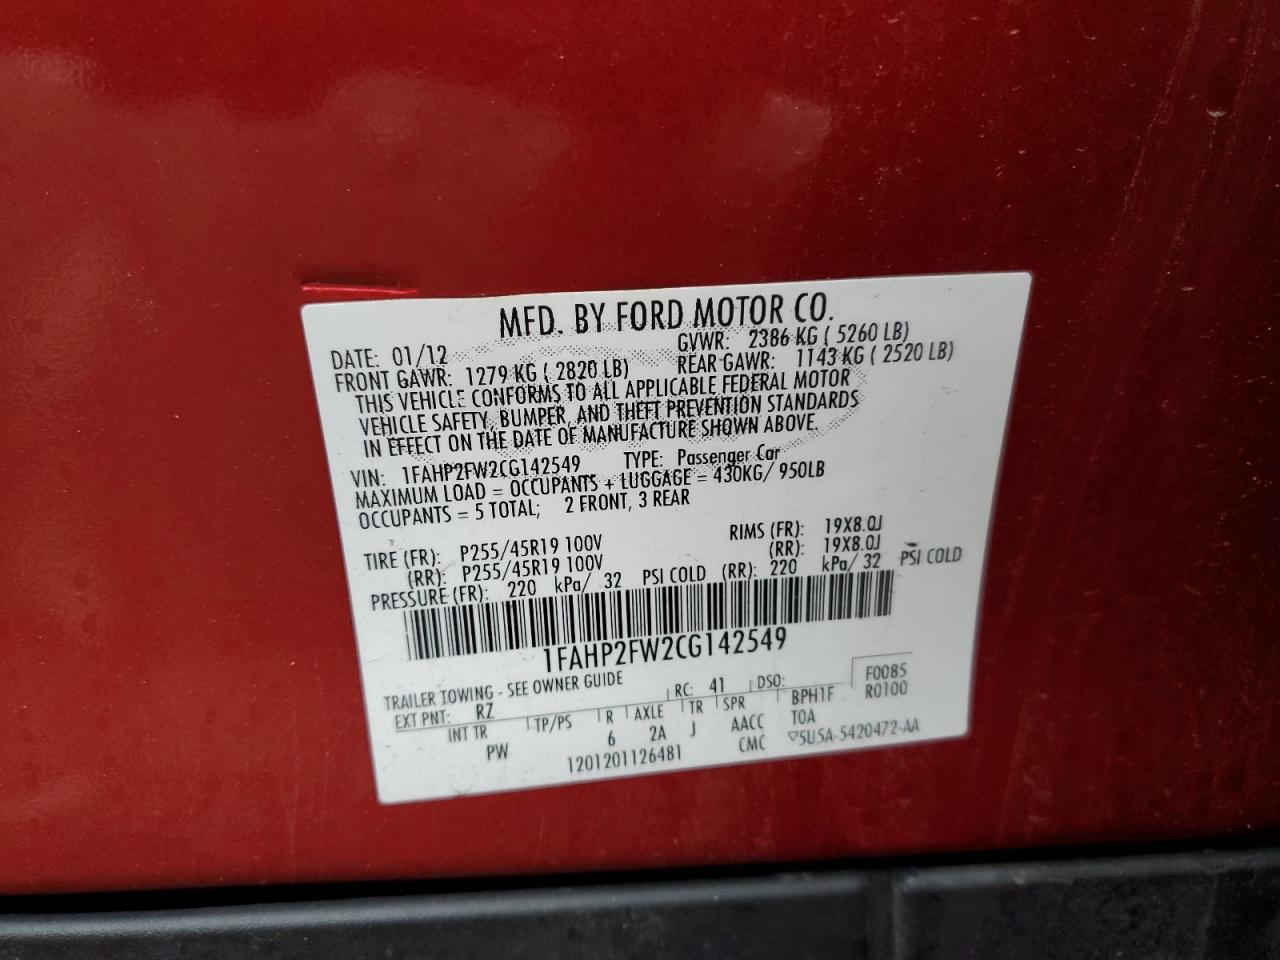 MFD. BY FORD MOTOR CO.
DATE: 01/12 GVWR: 2386 KG ( 5260 LB)
FRONT GAWR: 1279 KG ( 2820 LB) REAR GAWR: 1143 KG ( 2520 LB)
THIS VEHICLE CONFORMS TO ALL APPLICABLE FEDERAL MOTOR
VEHICLE SAFETY, BUMPER, AND THEFT PREVENTION STANDARDS
IN EFFECT ON THE DATE OF MANUFACTURE SHOWN ABOVE.
VIN: 1FAHP2FW2CG142549 TYPE: Passenger Car
MAXIMUM LOAD = OCCUPANTS + LUGGAGE = 430KG/ 950LB
OCCUPANTS = 5 TOTAL; 2 FRONT, 3 REAR
TIRE (FR): P255/45R19 100V RIMS (FR): 19X8.0J
(RR): P255/45R19 100V (RR): 19X8.0J
PRESSURE (FR): 220 kPa/ 32 PSI COLD (RR): 220 kPa/ 32 PSI COLD
1FAHP2FW2CG142549
TRAILER TOWING - SEE OWNER GUIDE
EXT PNT: RZ RC: 41 DSO: F0085
R0100
INT TR TP/PS R AXLE TR SPR BPH1F
PW 6 2A J AACC TOA
1201201126481 CMC ▽5U5A-5420472-AA